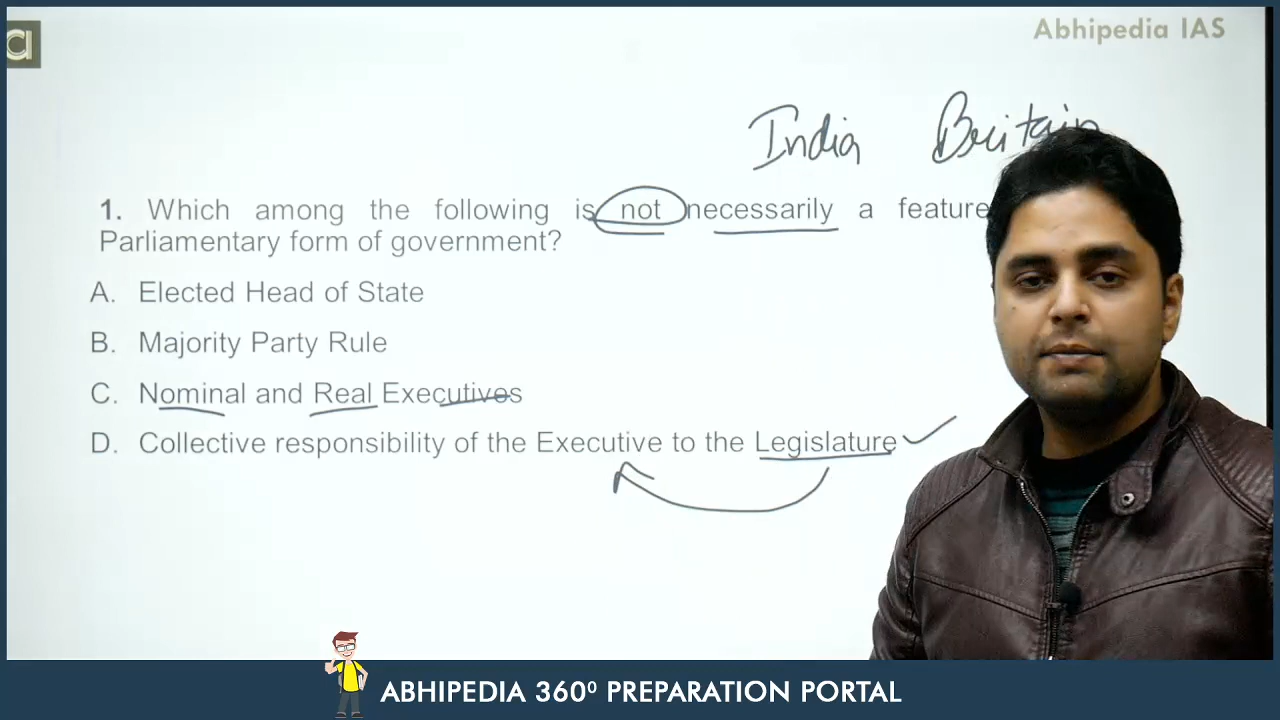 a
Abhipedia IAS
India Britain
1. Which among the following is not necessarily a feature
Parliamentary form of government?
A. Elected Head of State
B. Majority Party Rule
C. Nominal and Real Executives
D. Collective responsibility of the Executive to the Legislature
ABHIPEDIA 360⁰ PREPARATION PORTAL